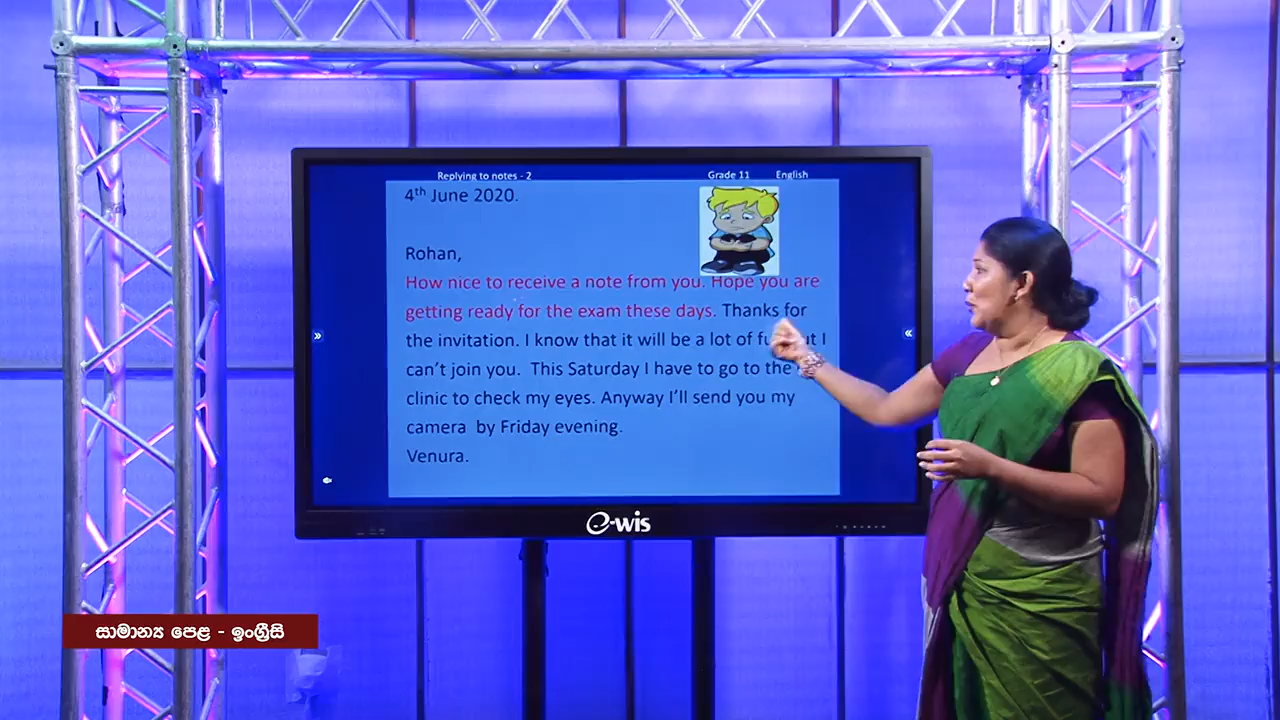 Replying to notes - 2 Grade 11 English
4th June 2020.
Rohan,
How nice to receive a note from you. Hope you are
getting ready for the exam these days. Thanks for
the invitation. I know that it will be a lot of I
can't join you. This Saturday I have to go to the
clinic to check my eyes. Anyway I'll send you my
camera by Friday evening.
Venura.
e-wis
සාමාන්‍ය පෙළ - ඉංග්‍රීසි